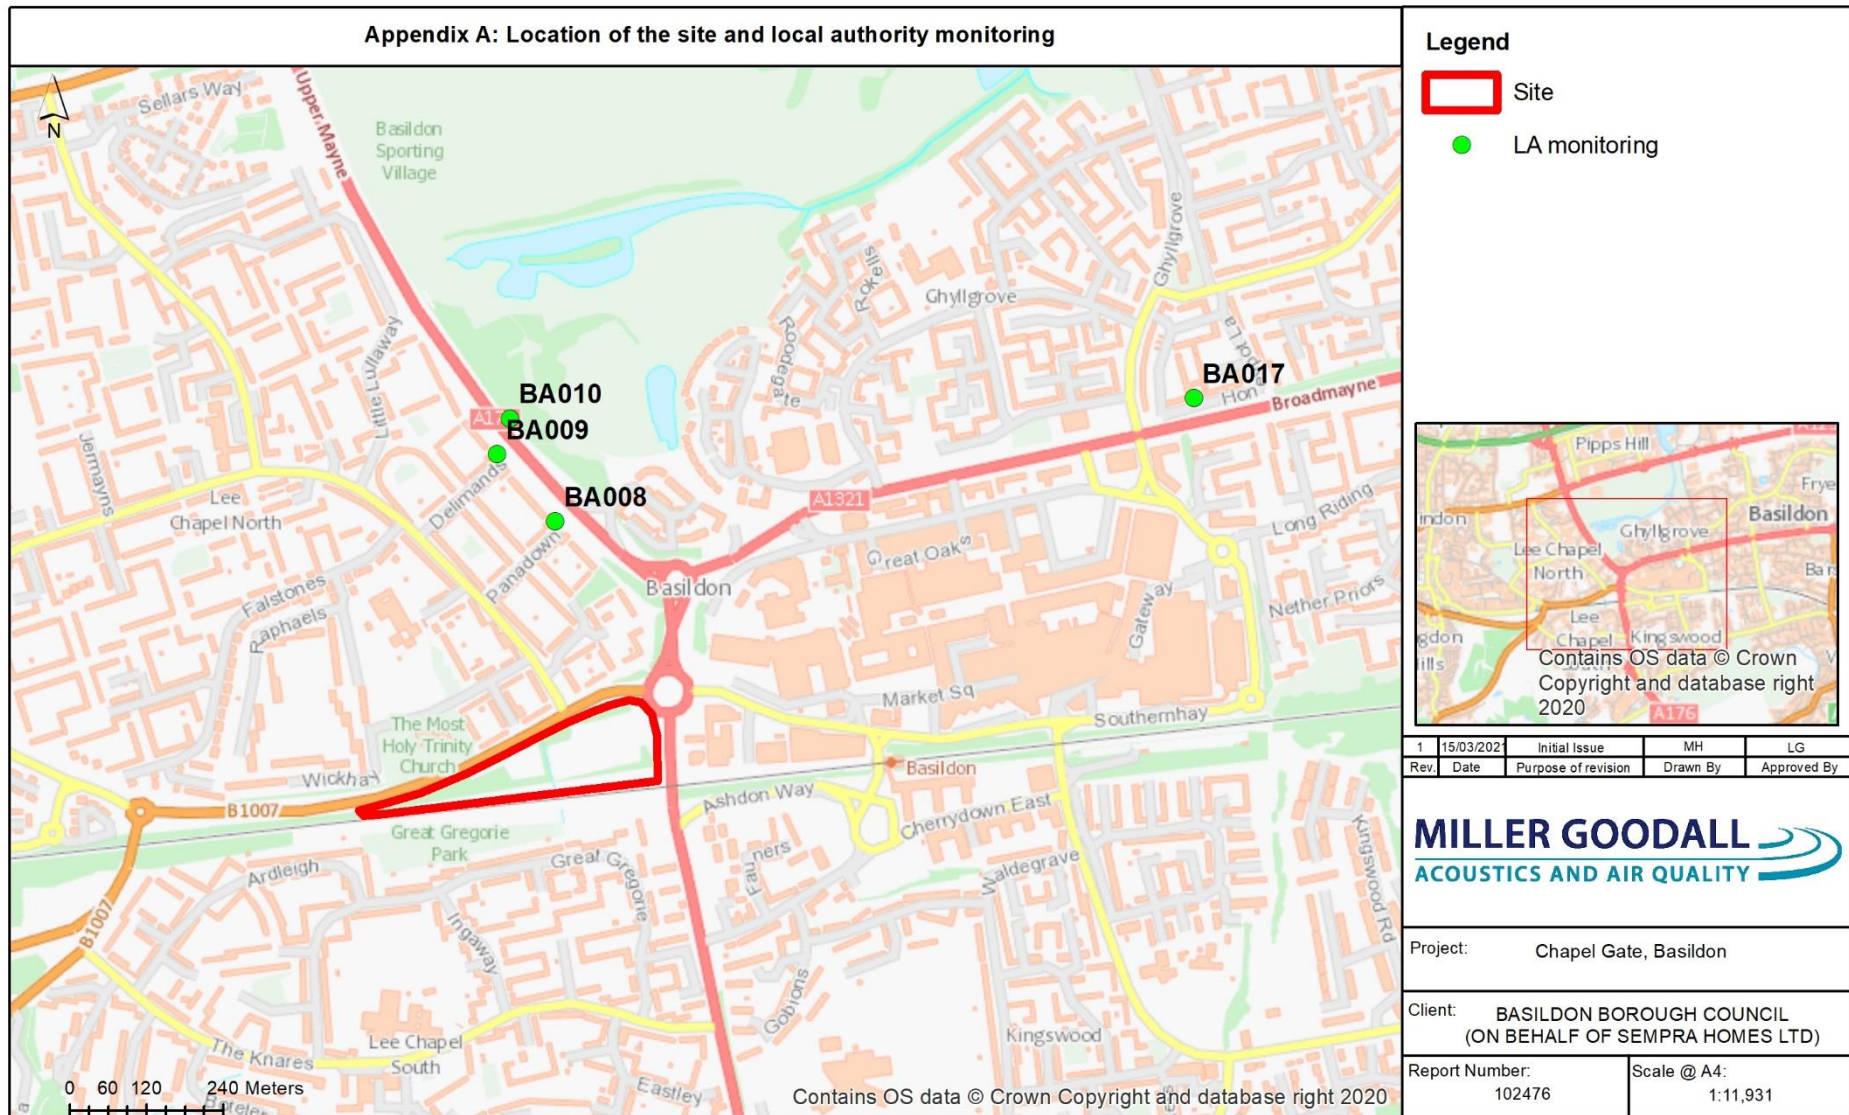 Appendix A: Location of the site and local authority monitoring
N
Sellars Way
Upper Mayne
Basildon
Sporting
Village
Ghyllgrove
Rokells
Ghyllgrove
Roodegate
Little Lullaway
BA010
BA009
BA008
BA017
Broadmayne
Jermayns
Lee
Chapel North
Delimands
Panadown
Falstones
Raphaels
A1321
Basildon
Great Oaks
Long Riding
Gateway
Nether Priors
Market Sq
Southernhay
The Most
Holy Trinity
Church
Wickhay
B1007
Great Gregorie
Park
Basildon
Ashdon Way
Cherrydown East
Ardleigh
Great Gregorie
Fauners
Waldegrave
Kingswood Rd
B1007
Ingaway
Gobions
Kingswood
The Knares
Lee Chapel
South
Eastley
0 60 120 240 Meters
Contains OS data © Crown Copyright and database right 2020
Legend
Site
LA monitoring
Pipps Hill
Frye
indon
Ghyllgrove
Basildon
Lee Chapel
North
Bars
Lee
Chapel
Kingswood
gdon
ills
Contains OS data © Crown
Copyright and database right
2020
A176
1 15/03/2021 Initial Issue MH LG
Rev. Date Purpose of revision Drawn By Approved By
MILLER GOODALL
ACOUSTICS AND AIR QUALITY
Project: Chapel Gate, Basildon
Client: BASILDON BOROUGH COUNCIL
(ON BEHALF OF SEMPRA HOMES LTD)
Report Number:
102476
Scale @ A4:
1:11,931